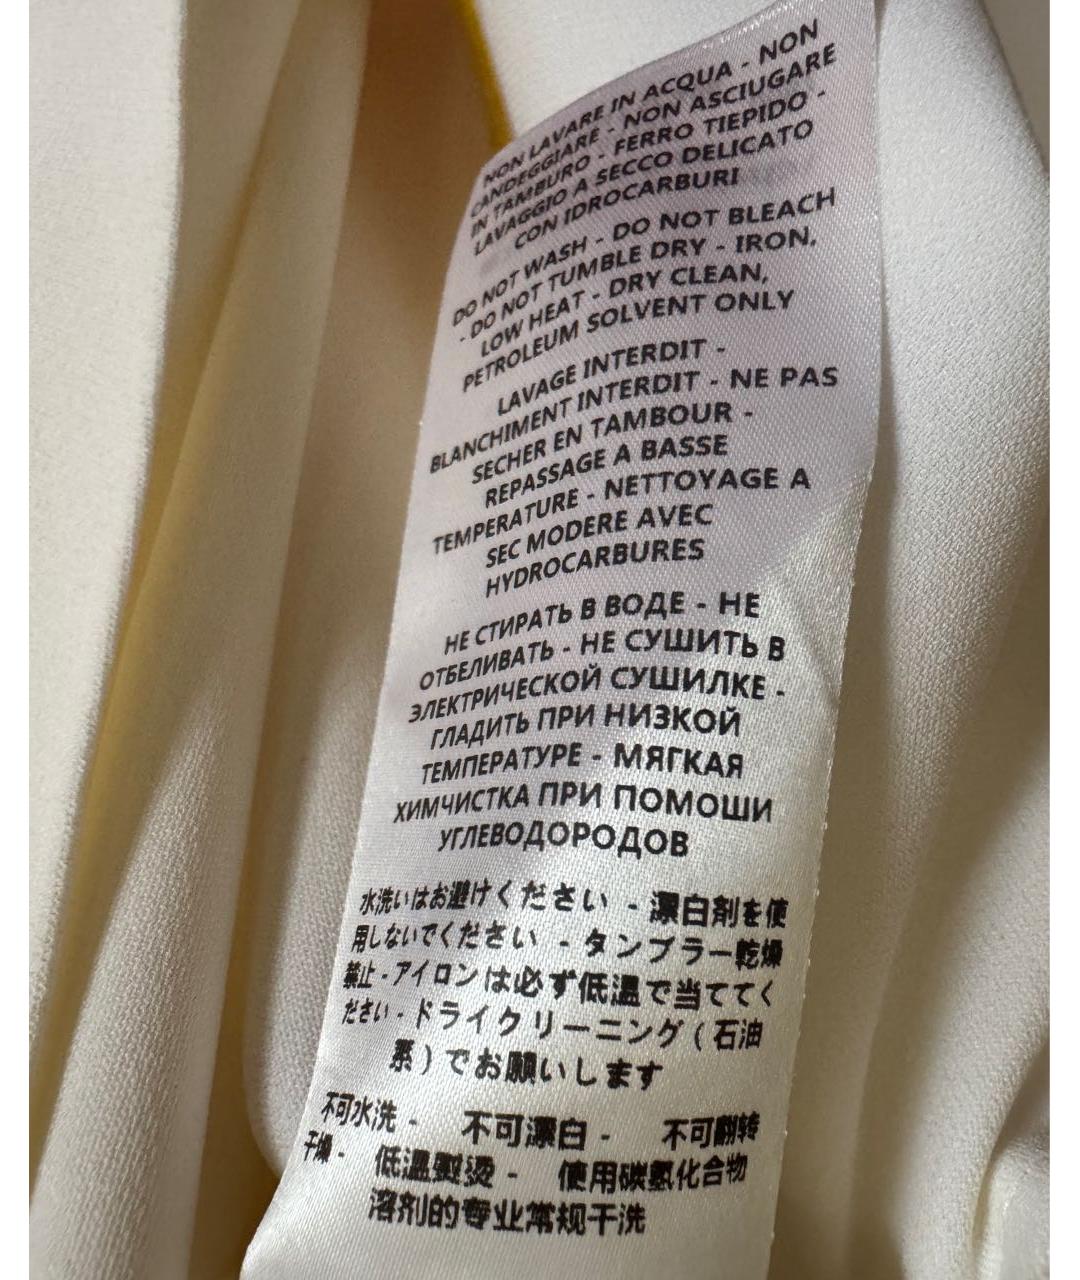 NON LAVARE IN ACQUA - NON
CANDEGGIARE - NON ASCIUGARE
IN TAMBURO - FERRO TIEPIDO -
LAVAGGIO A SECCO DELICATO
CON IDROCARBURI
DO NOT WASH - DO NOT BLEACH
- DO NOT TUMBLE DRY - IRON,
LOW HEAT - DRY CLEAN,
PETROLEUM SOLVENT ONLY
LAVAGE INTERDIT -
BLANCHIMENT INTERDIT - NE PAS
SECHER EN TAMBOUR -
REPASSAGE A BASSE
TEMPERATURE - NETTOYAGE A
SEC MODERE AVEC
HYDROCARBURES
НЕ СТИРАТЬ В ВОДЕ - НЕ
ОТБЕЛИВАТЬ - НЕ СУШИТЬ В
ЭЛЕКТРИЧЕСКОЙ СУШИЛКЕ -
ГЛАДИТЬ ПРИ НИЗКОЙ
ТЕМПЕРАТУРЕ - МЯГКАЯ
ХИМЧИСТКА ПРИ ПОМОШИ
УГЛЕВОДОРОДОВ
水洗いはお避けください - 漂白剤を使
用しないでください - タンブラー乾燥
禁止 - アイロンは必ず低温で当ててく
ださい - ドライクリーニング ( 石油
系 ) でお願いします
不可水洗 - 不可漂白 - 不可翻转
干燥 - 低温熨烫 - 使用碳氢化合物
溶剂的专业常规干洗